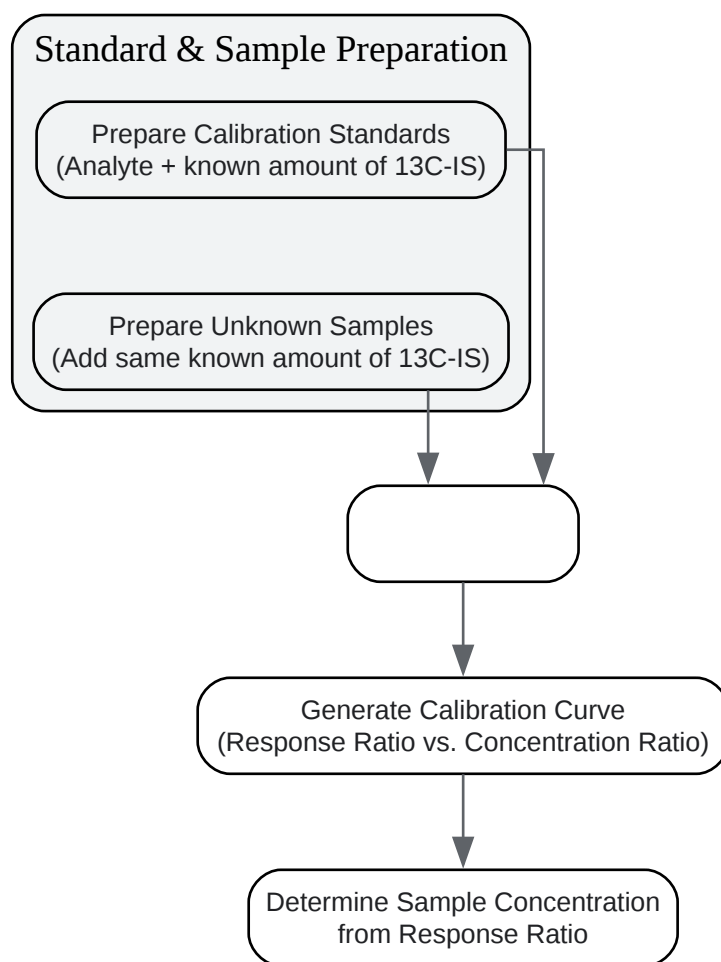 Standard & Sample Preparation
Prepare Calibration Standards
(Analyte + known amount of 13C-IS)
Prepare Unknown Samples
(Add same known amount of 13C-IS)
Generate Calibration Curve
(Response Ratio vs. Concentration Ratio)
Determine Sample Concentration
from Response Ratio